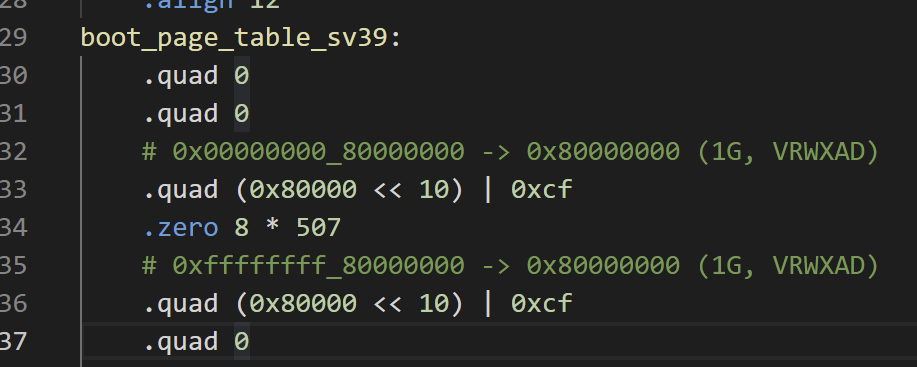 28 .align 12
29 boot_page_table_sv39:
30 .quad 0
31 .quad 0
32 # 0x00000000_80000000 -> 0x80000000 (1G, VRWXAD)
33 .quad (0x80000 << 10) | 0xcf
34 .zero 8 * 507
35 # 0xffffffff_80000000 -> 0x80000000 (1G, VRWXAD)
36 .quad (0x80000 << 10) | 0xcf
37 .quad 0